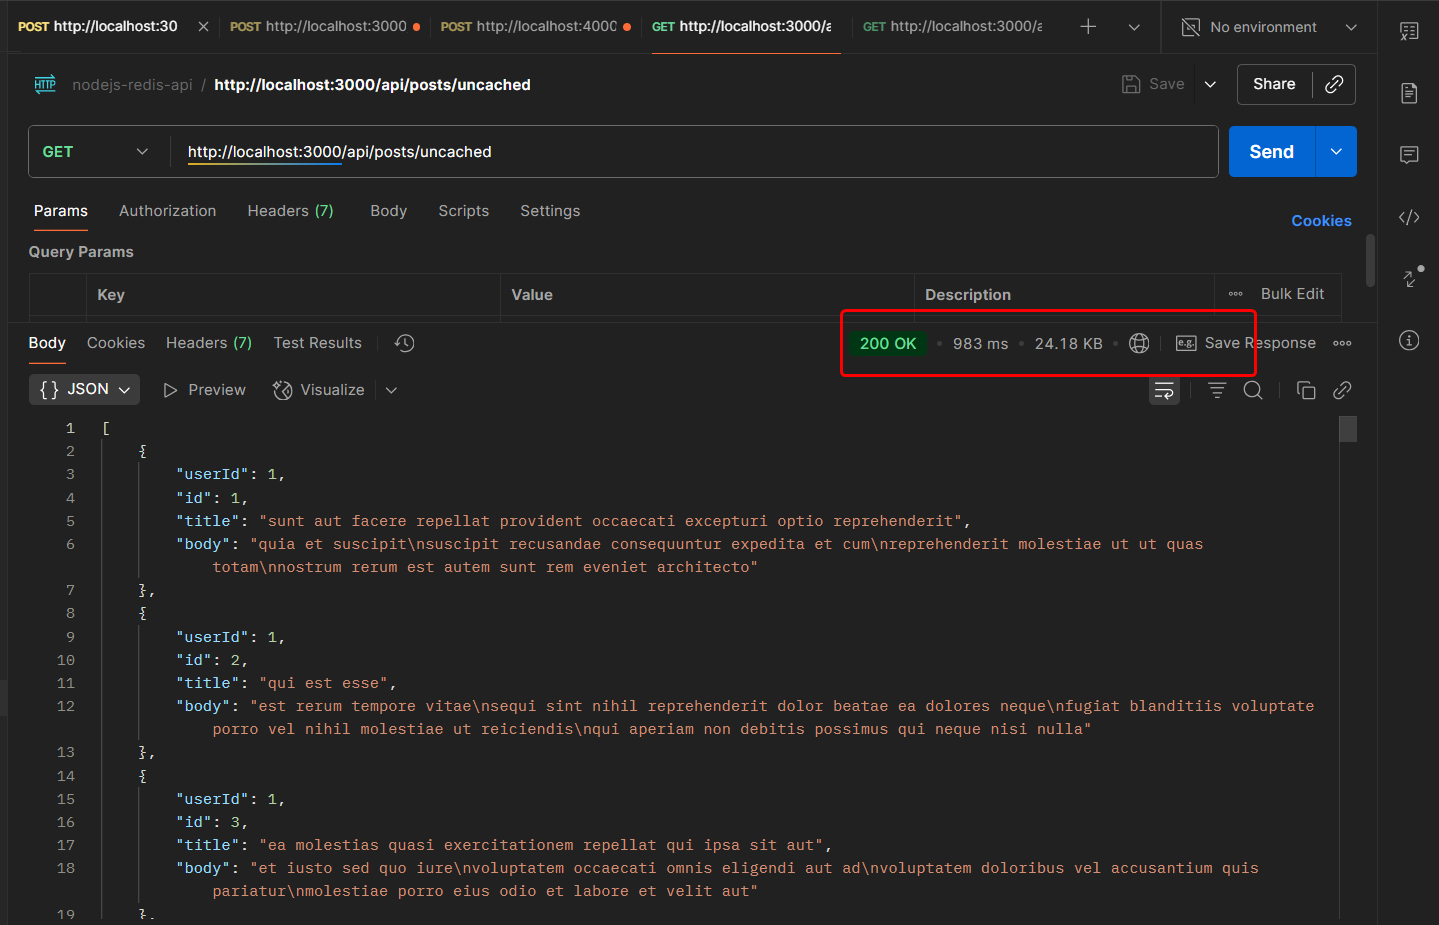 POST http://localhost:30
POST http://localhost:3000
POST http://localhost:4000
GET http://localhost:3000/a
GET http://localhost:3000/a
No environment
HTTP nodejs-redis-api / http://localhost:3000/api/posts/uncached
Save
Share
GET http://localhost:3000/api/posts/uncached
Send
Params Authorization Headers (7) Body Scripts Settings
Cookies
Query Params
Key Value Description Bulk Edit
Body Cookies Headers (7) Test Results
200 OK • 983 ms • 24.18 KB • e.g. Save Response
{} JSON Preview Visualize
1 [
2 {
3 "userId": 1,
4 "id": 1,
5 "title": "sunt aut facere repellat provident occaecati excepturi optio reprehenderit",
6 "body": "quia et suscipit\nsuscipit recusandae consequuntur expedita et cum\nreprehenderit molestiae ut ut quas
totam\nnostrum rerum est autem sunt rem eveniet architecto"
7 },
8 {
9 "userId": 1,
10 "id": 2,
11 "title": "qui est esse",
12 "body": "est rerum tempore vitae\nsequi sint nihil reprehenderit dolor beatae ea dolores neque\nfugiat blanditiis voluptate
porro vel nihil molestiae ut reiciendis\nqui aperiam non debitis possimus qui neque nisi nulla"
13 },
14 {
15 "userId": 1,
16 "id": 3,
17 "title": "ea molestias quasi exercitationem repellat qui ipsa sit aut",
18 "body": "et iusto sed quo iure\nvoluptatem occaecati omnis eligendi aut ad\nvoluptatem doloribus vel accusantium quis
pariatur\nmolestiae porro eius odio et labore et velit aut"
19 },